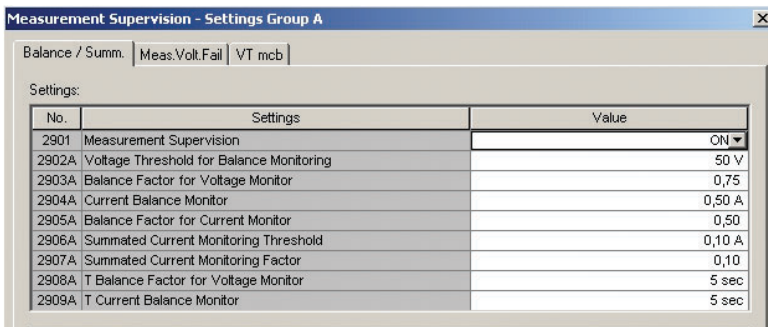 Measurement Supervision - Settings Group A
Balance / Summ. Meas.Volt.Fail VT mcb
Settings:
No. Settings Value
2901 Measurement Supervision ON
2902A Voltage Threshold for Balance Monitoring 50 V
2903A Balance Factor for Voltage Monitor 0,75
2904A Current Balance Monitor 0,50 A
2905A Balance Factor for Current Monitor 0,50
2906A Summated Current Monitoring Threshold 0,10 A
2907A Summated Current Monitoring Factor 0,10
2908A T Balance Factor for Voltage Monitor 5 sec
2909A T Current Balance Monitor 5 sec